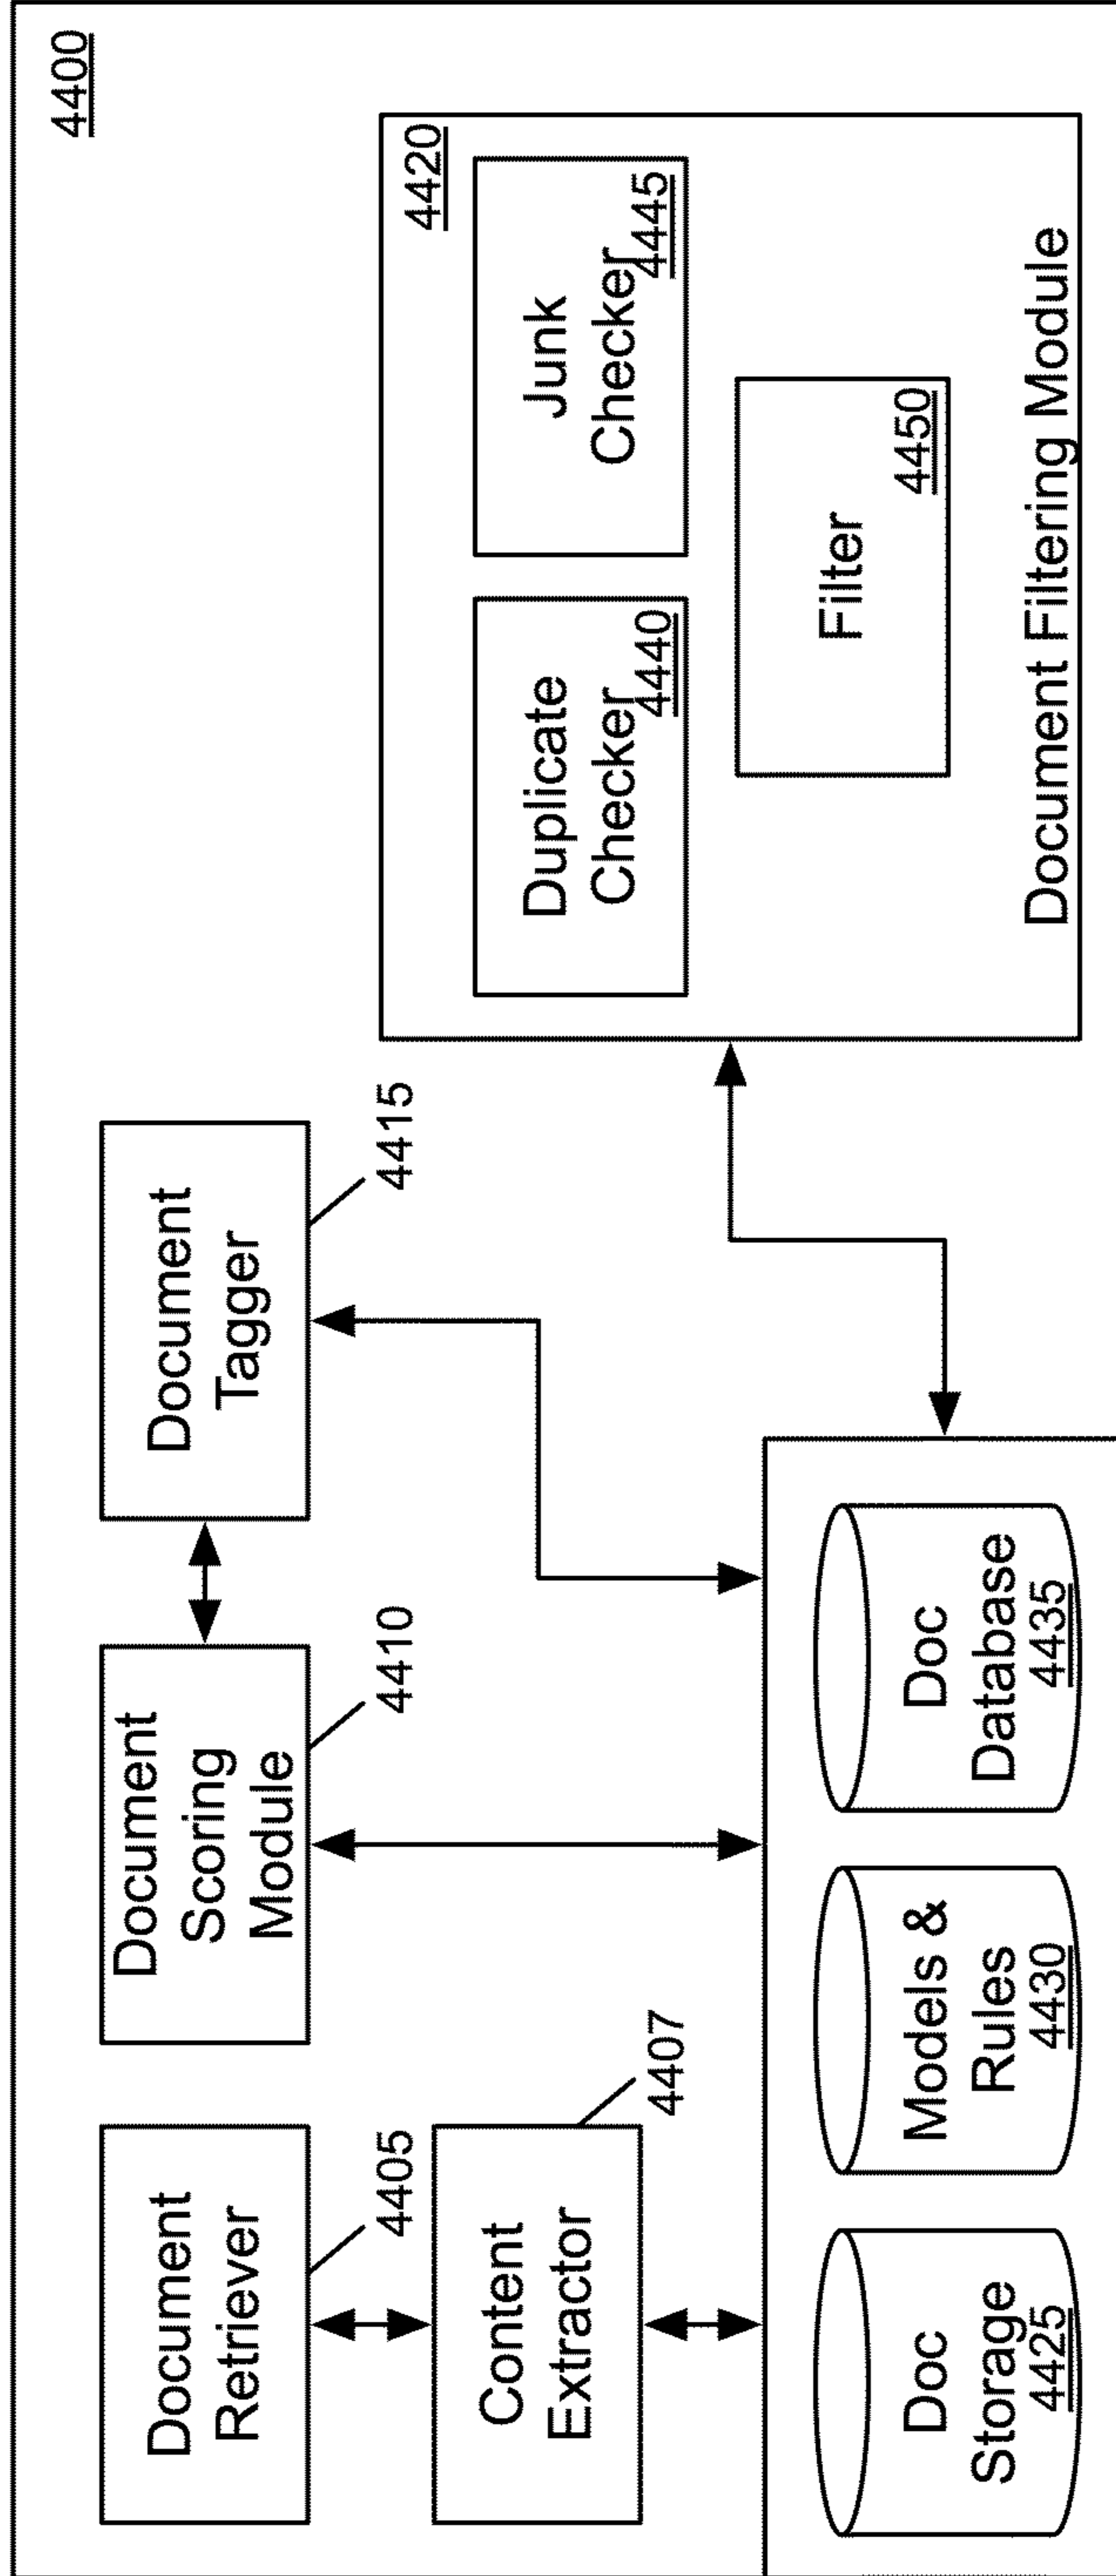 4400
Document
Retriever
4405
Content
Extractor
4407
Document
Scoring
Module
4410
Document
Tagger
4415
4420
Duplicate
Checker
4440
Junk
Checker
4445
Filter
4450
Document Filtering Module
Doc
Storage
4425
Models &
Rules
4430
Doc
Database
4435